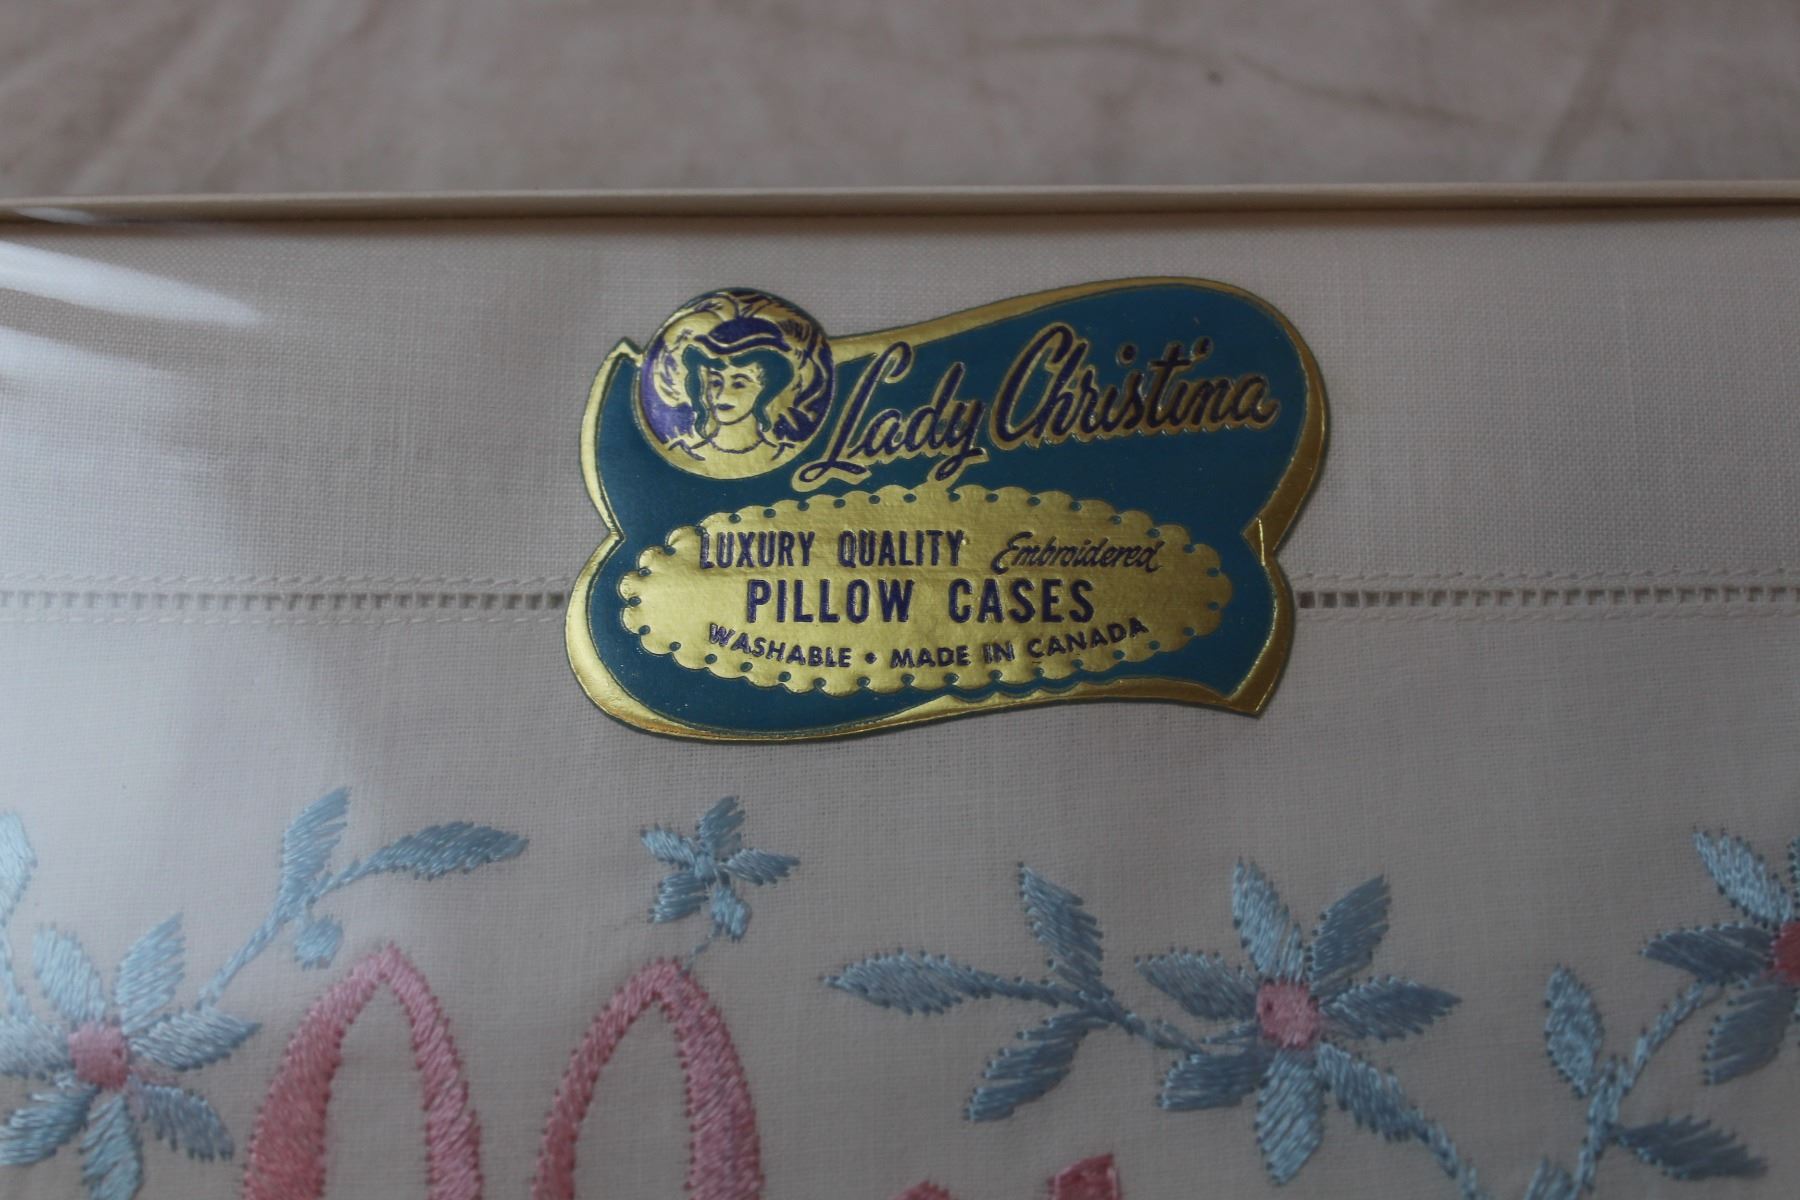 Lady Christina
LUXURY QUALITY Embroidered
PILLOW CASES
WASHABLE • MADE IN CANADA